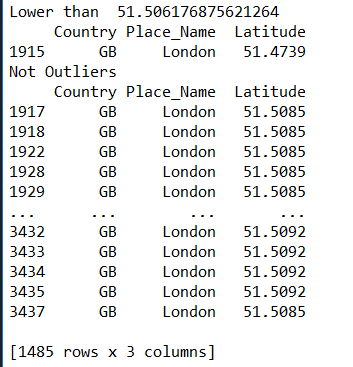 Lower than  51.506176875621264
     Country Place_Name  Latitude
1915      GB     London   51.4739
Not Outliers
     Country Place_Name  Latitude
1917      GB     London   51.5085
1918      GB     London   51.5085
1922      GB     London   51.5085
1928      GB     London   51.5085
1929      GB     London   51.5085
...      ...        ...       ...
3432      GB     London   51.5092
3433      GB     London   51.5092
3434      GB     London   51.5092
3435      GB     London   51.5092
3437      GB     London   51.5085
[1485 rows x 3 columns]